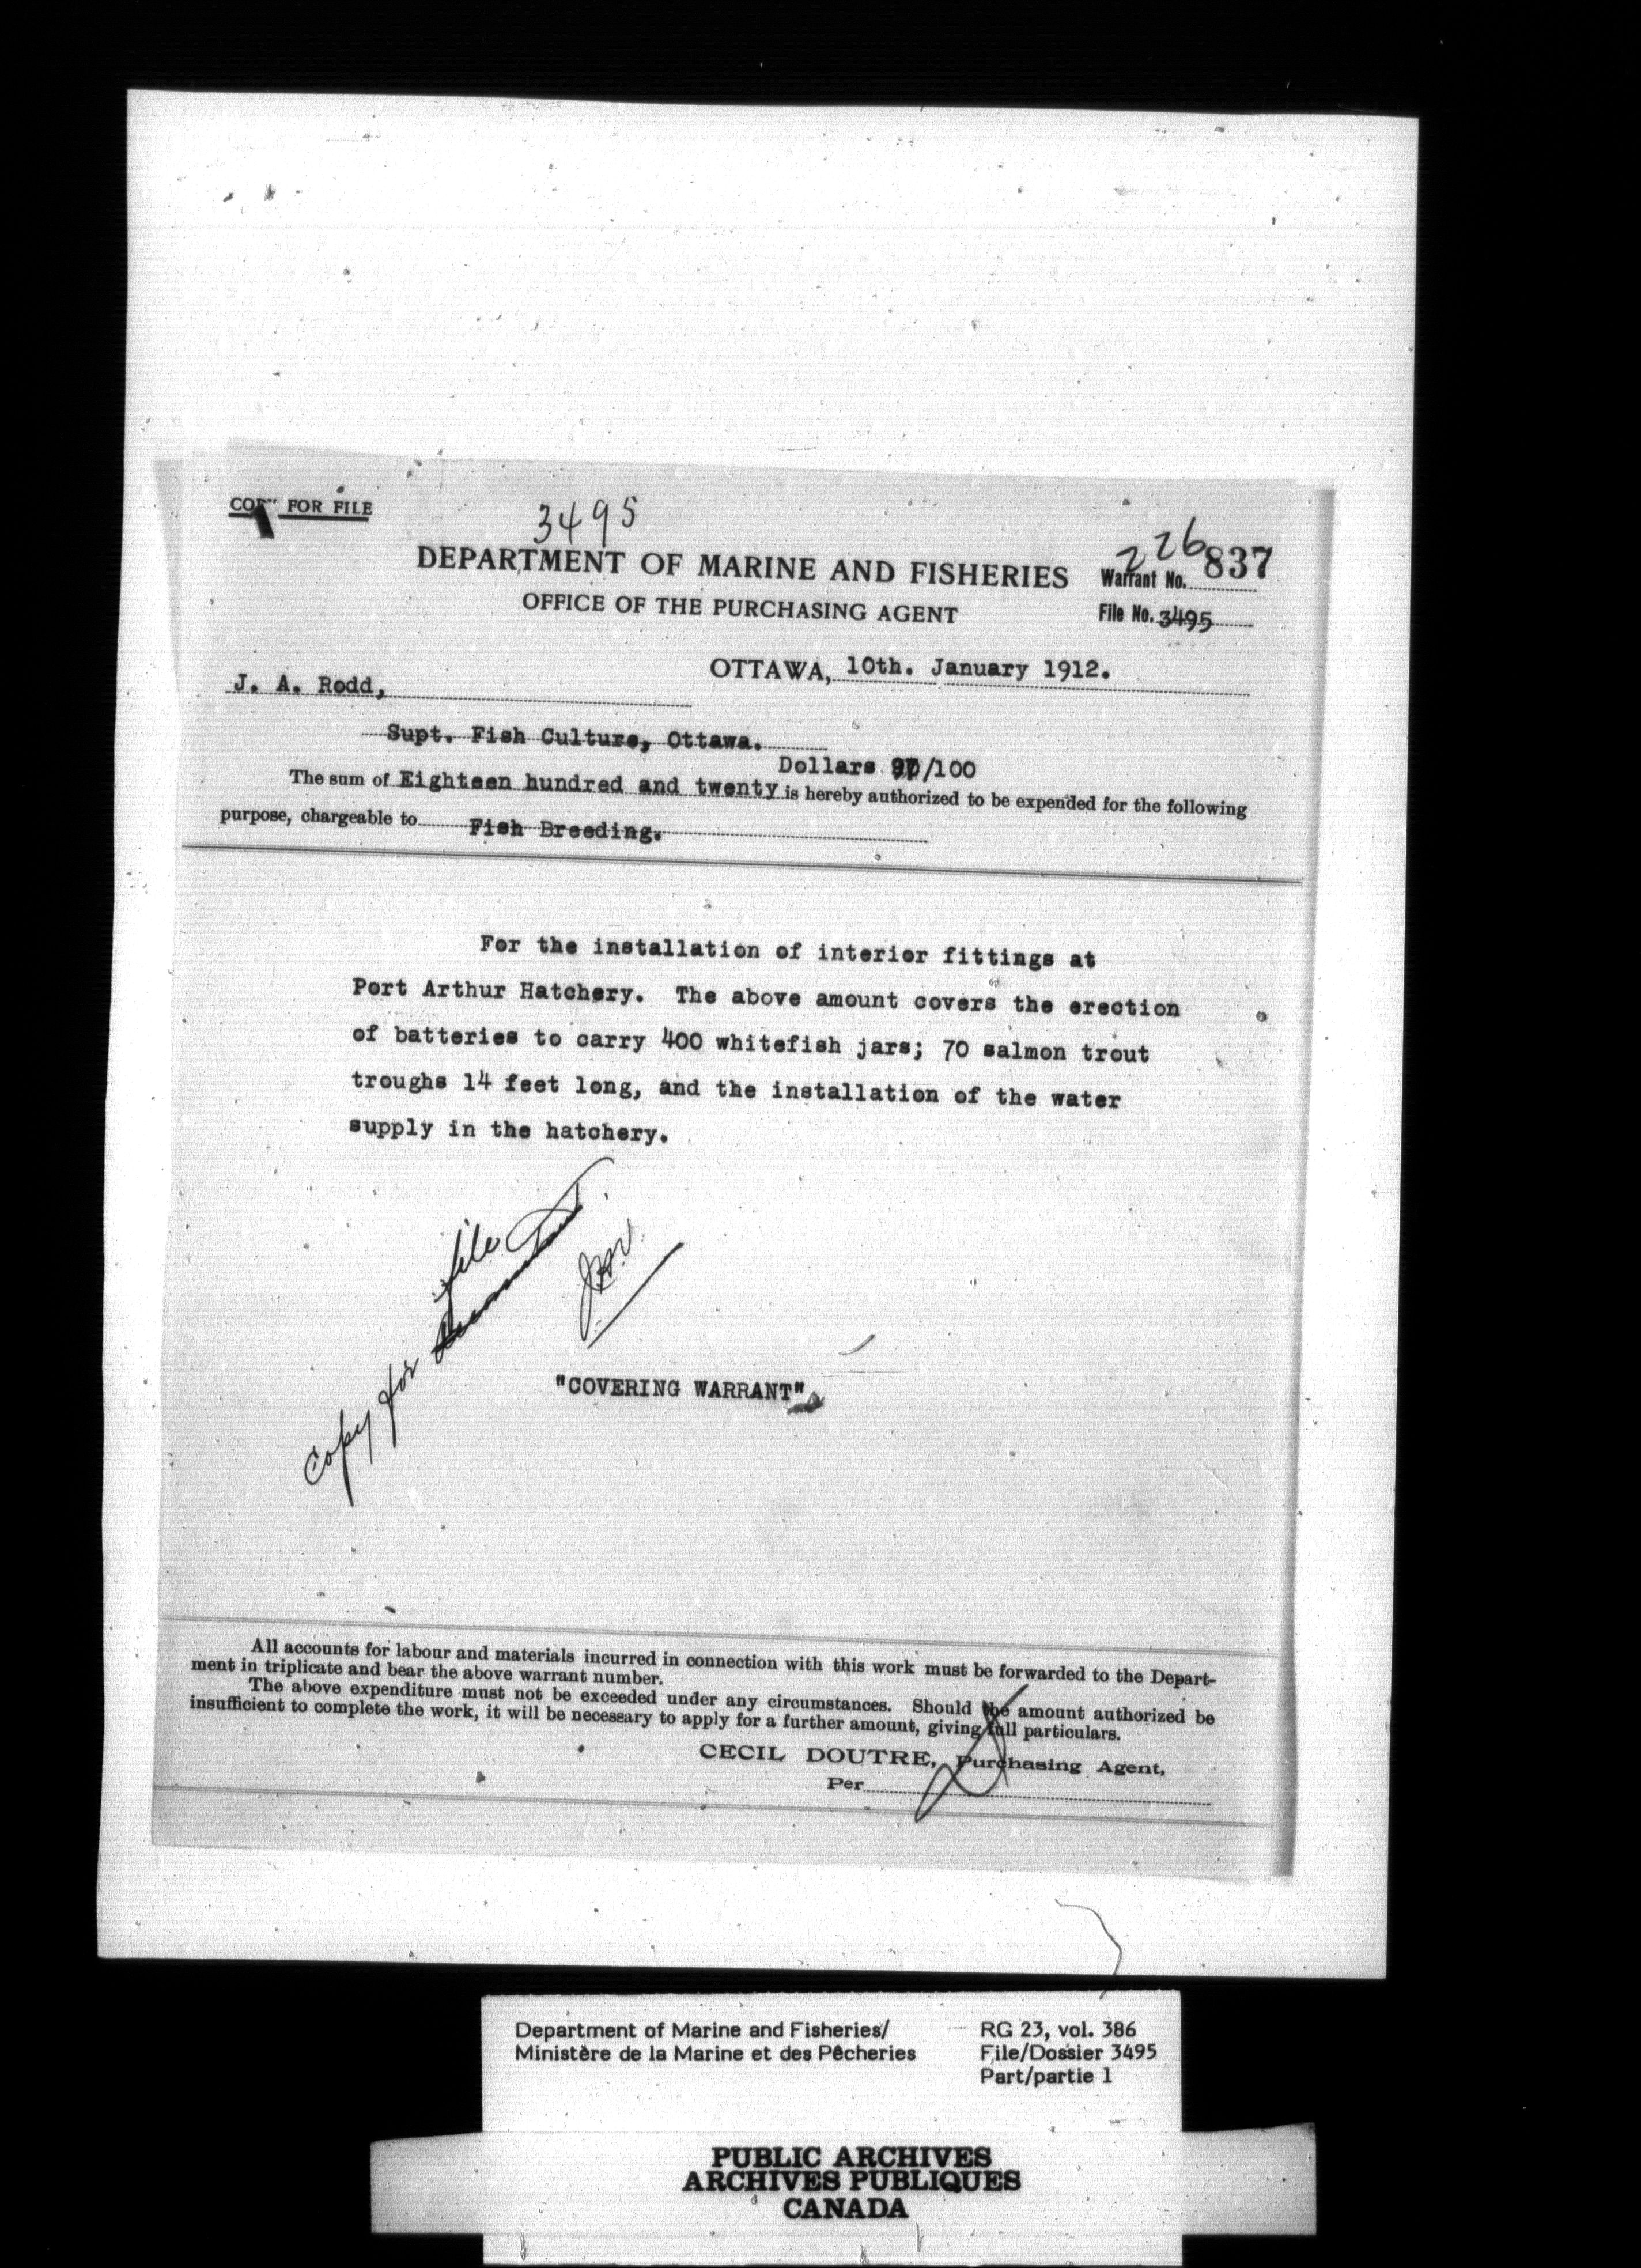 COPY FOR FILE
3495
DEPARTMENT OF MARINE AND FISHERIES
226
Warrant No. 837
OFFICE OF THE PURCHASING AGENT
File No. 3495
OTTAWA, 10th. January 1912.
J. A. Rodd,
Supt. Fish Culture, Ottawa.
Dollars /100
The sum of Eighteen hundred and twenty is hereby authorized to be expended for the following
purpose, chargeable to Fish Breeding.
For the installation of interior fittings at
Port Arthur Hatchery. The above amount covers the erection
of batteries to carry 400 whitefish jars; 70 salmon trout
troughs 14 feet long, and the installation of the water
supply in the hatchery.
Copy for file
"COVERING WARRANT"
All accounts for labour and materials incurred in connection with this work must be forwarded to the Depart-
ment in triplicate and bear the above warrant number.
The above expenditure must not be exceeded under any circumstances. Should the amount authorized be
insufficient to complete the work, it will be necessary to apply for a further amount, giving full particulars.
CECIL DOUTRE, Purchasing Agent,
Per
Department of Marine and Fisheries/
Ministère de la Marine et des Pêcheries
RG 23, vol. 386
File/Dossier 3495
Part/partie 1
PUBLIC ARCHIVES
ARCHIVES PUBLIQUES
CANADA